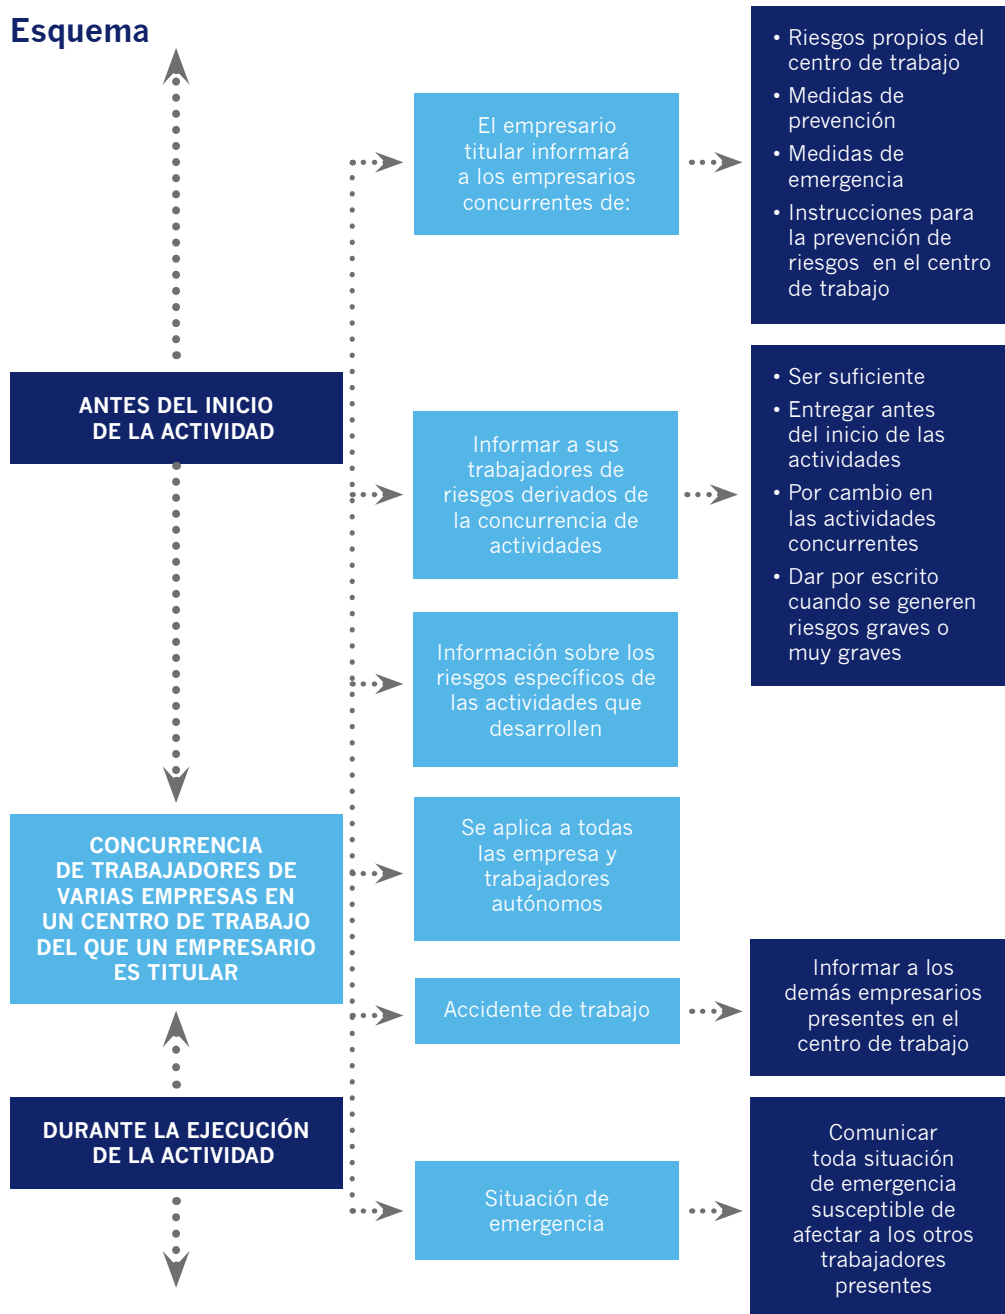 Esquema
El empresario
titular informará
a los empresarios
concurrentes de:
• Riesgos propios del
centro de trabajo
• Medidas de
prevención
• Medidas de
emergencia
• Instrucciones para
la prevención de
riesgos en el centro
de trabajo
ANTES DEL INICIO
DE LA ACTIVIDAD
Informar a sus
trabajadores de
riesgos derivados de
la concurrencia de
actividades
• Ser suficiente
• Entregar antes
del inicio de las
actividades
• Por cambio en
las actividades
concurrentes
• Dar por escrito
cuando se generen
riesgos graves o
muy graves
Información sobre los
riesgos específicos de
las actividades que
desarrollen
CONCURRENCIA
DE TRABAJADORES DE
VARIAS EMPRESAS EN
UN CENTRO DE TRABAJO
DEL QUE UN EMPRESARIO
ES TITULAR
Se aplica a todas
las empresa y
trabajadores
autónomos
Accidente de trabajo
Informar a los
demás empresarios
presentes en el
centro de trabajo
DURANTE LA EJECUCIÓN
DE LA ACTIVIDAD
Situación de
emergencia
Comunicar
toda situación
de emergencia
susceptible de
afectar a los otros
trabajadores
presentes